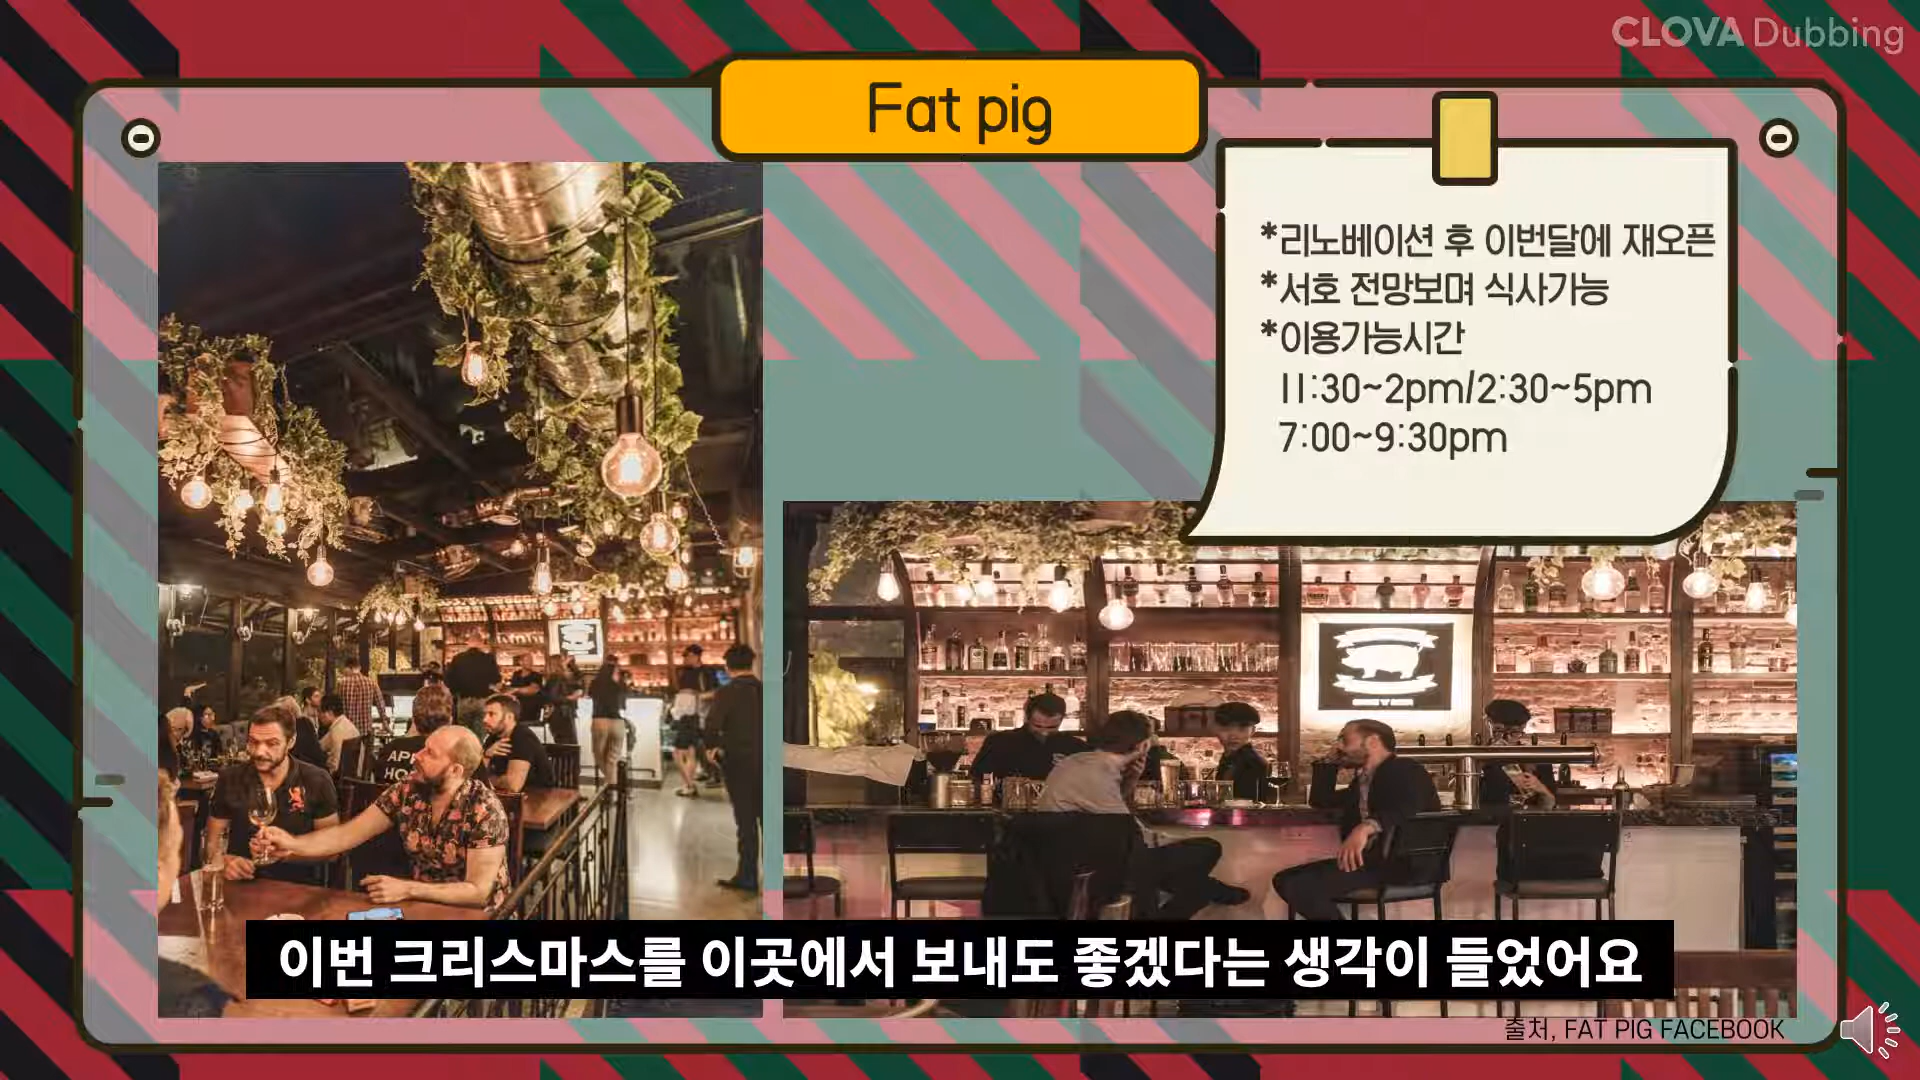 CLOVA Dubbing
Fat pig
*리노베이션 후 이번달에 재오픈
*서호 전망보며 식사가능
*이용가능시간
11:30~2pm/2:30~5pm
7:00~9:30pm
이번 크리스마스를 이곳에서 보내도 좋겠다는 생각이 들었어요
출처, FAT PIG FACEBOOK